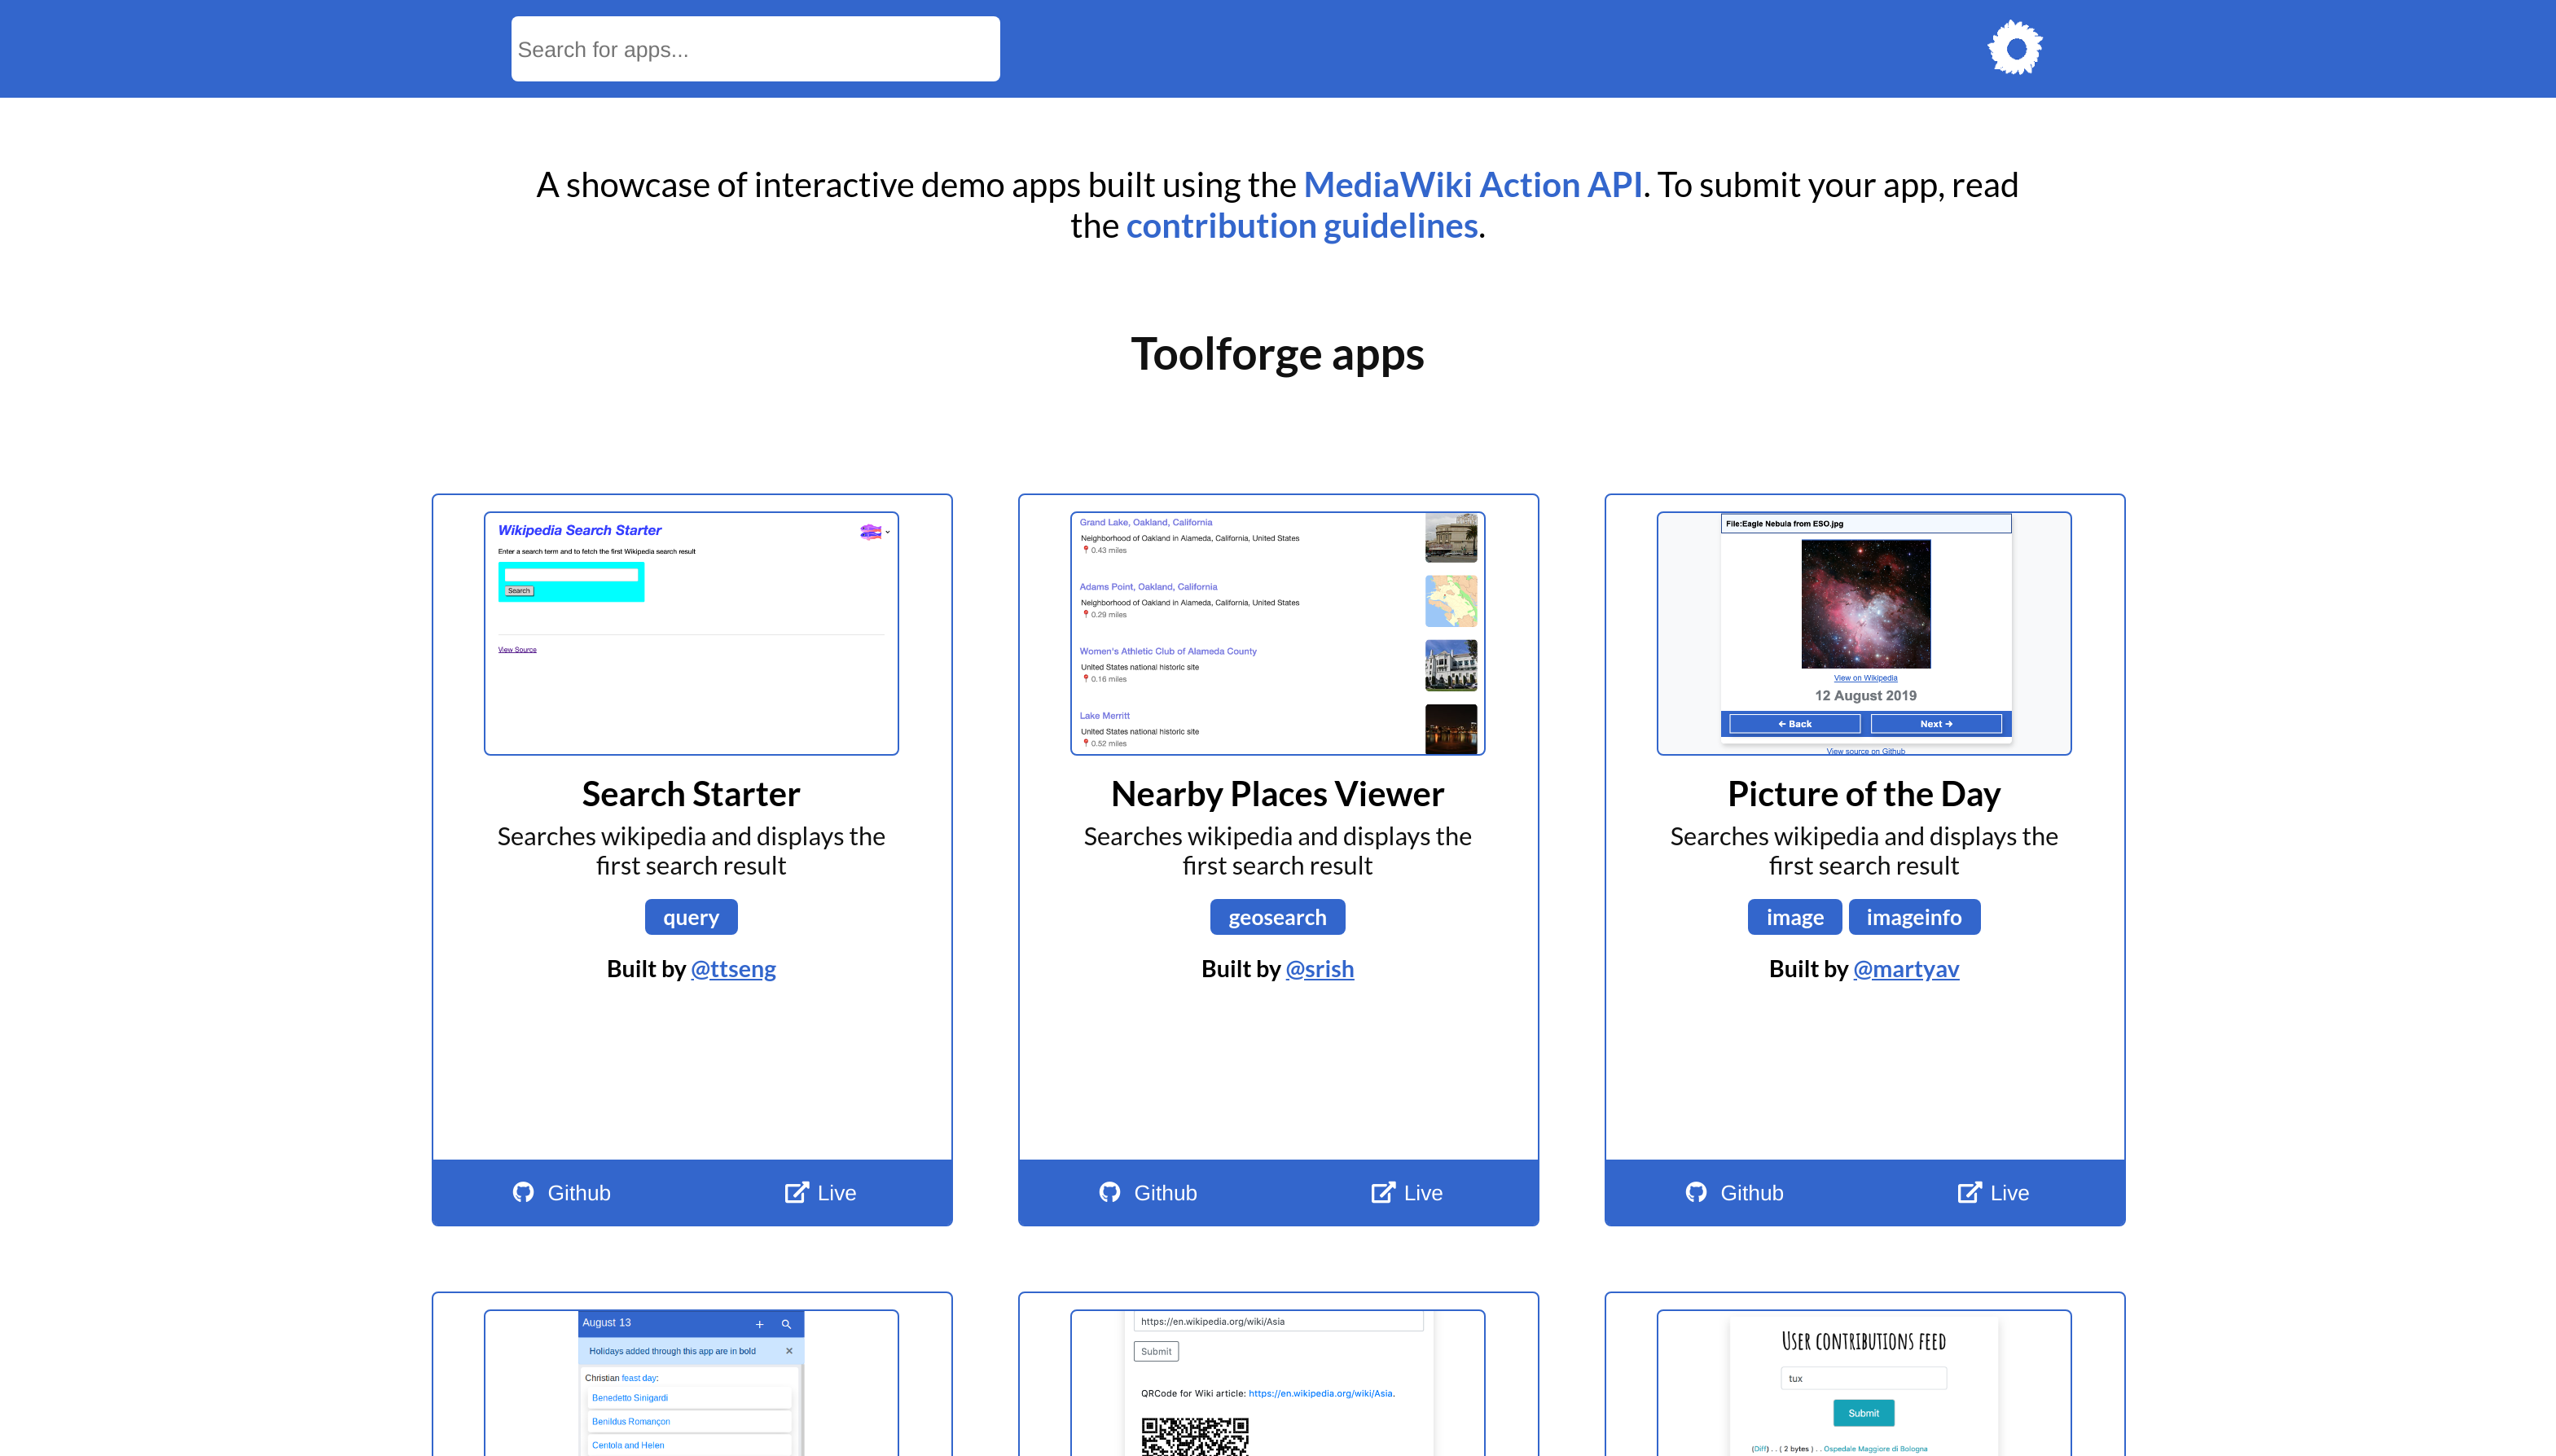 Search for apps...
A showcase of interactive demo apps built using the MediaWiki Action API. To submit your app, read
the contribution guidelines.
Toolforge apps
Wikipedia Search Starter
Enter a search term and to fetch the first Wikipedia search result
Search
View Source
Search Starter
Searches wikipedia and displays the
first search result
query
Built by @ttseng
Github
Live
Grand Lake, Oakland, California
Neighborhood of Oakland in Alameda, California, United States
0.43 miles
Adams Point, Oakland, California
Neighborhood of Oakland in Alameda, California, United States
0.29 miles
Women's Athletic Club of Alameda County
United States national historic site
0.16 miles
Lake Merritt
United States national historic site
0.52 miles
Nearby Places Viewer
Searches wikipedia and displays the
first search result
geosearch
Built by @srish
Github
Live
File:Eagle Nebula from ESO.jpg
View on Wikipedia
12 August 2019
← Back
Next →
View source on Github
Picture of the Day
Searches wikipedia and displays the
first search result
image
imageinfo
Built by @martyav
Github
Live
August 13
Holidays added through this app are in bold
Christian feast day:
Benedetto Sinigardi
Benildus Romançon
Centola and Helen
https://en.wikipedia.org/wiki/Asia
Submit
QRCode for Wiki article: https://en.wikipedia.org/wiki/Asia.
User contributions feed
tux
Submit
(Diff) . . ( 2 bytes ) . . Ospedale Maggiore di Bologna